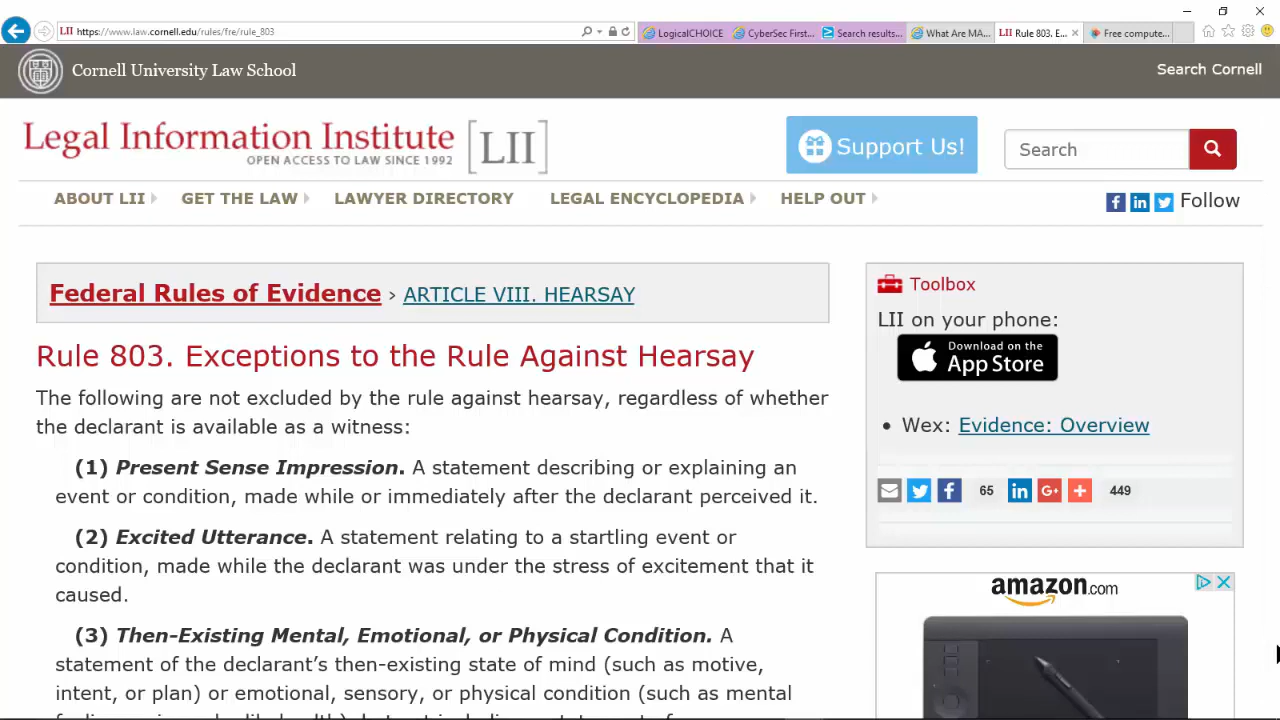 https://www.law.cornell.edu/rules/fre/rule_803
LogicalCHOICE
CyberSec First...
Search results...
What Are MA...
LII Rule 803. E...
Free compute...
Cornell University Law School
Search Cornell
Legal Information Institute [LII]
OPEN ACCESS TO LAW SINCE 1992
Support Us!
Search
ABOUT LII
GET THE LAW
LAWYER DIRECTORY
LEGAL ENCYCLOPEDIA
HELP OUT
Follow
Federal Rules of Evidence › ARTICLE VIII. HEARSAY
Rule 803. Exceptions to the Rule Against Hearsay
The following are not excluded by the rule against hearsay, regardless of whether
the declarant is available as a witness:
(1) Present Sense Impression. A statement describing or explaining an
event or condition, made while or immediately after the declarant perceived it.
(2) Excited Utterance. A statement relating to a startling event or
condition, made while the declarant was under the stress of excitement that it
caused.
(3) Then-Existing Mental, Emotional, or Physical Condition. A
statement of the declarant's then-existing state of mind (such as motive,
intent, or plan) or emotional, sensory, or physical condition (such as mental
Toolbox
LII on your phone:
Download on the
App Store
Wex: Evidence: Overview
65
449
amazon.com